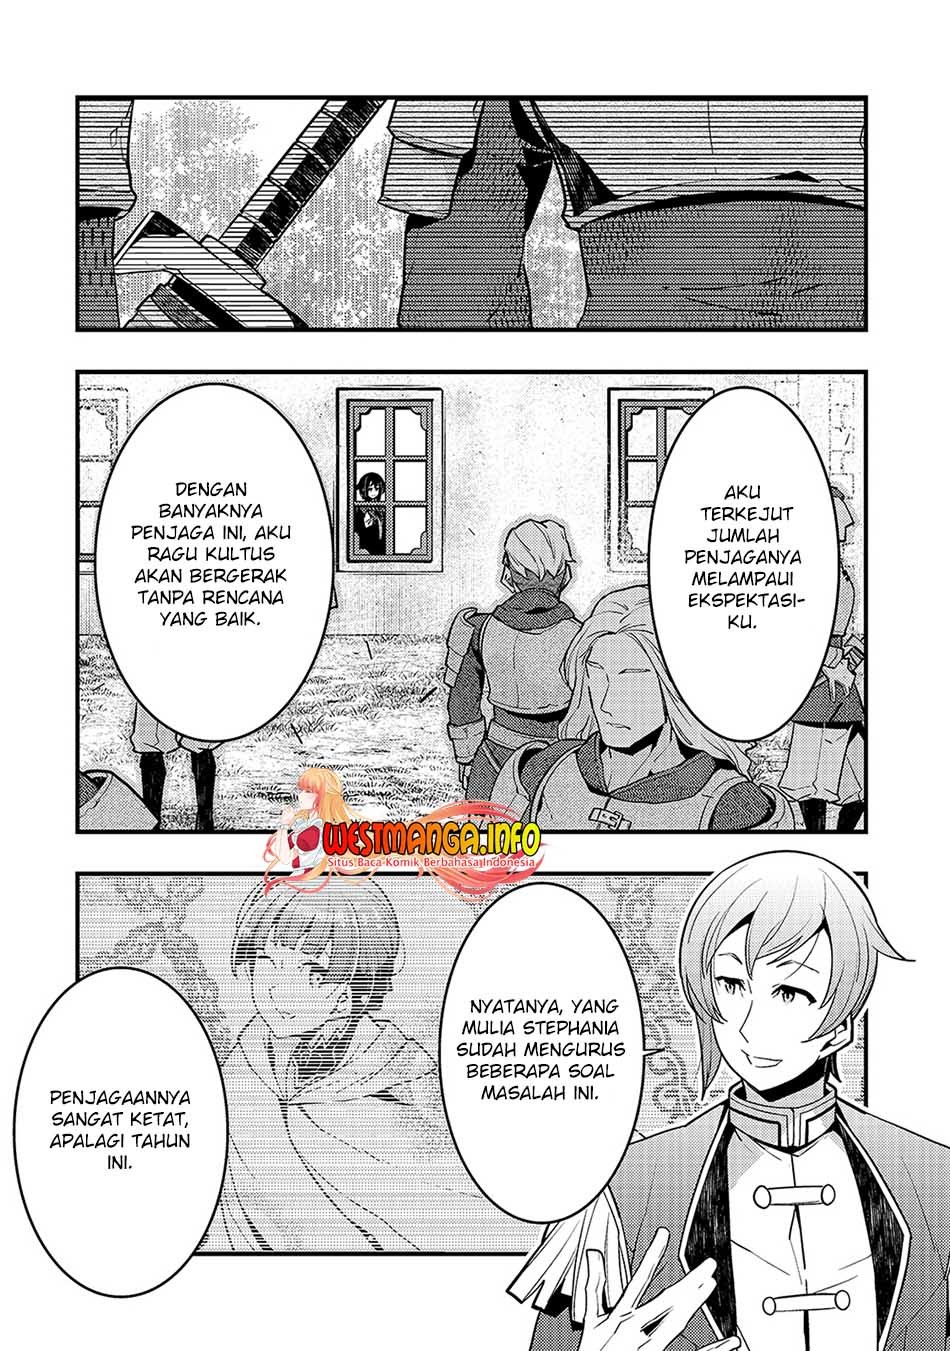 AKU
TERKEJUT
JUMLAH
PENJAGANYA
MELAMPAUI
EKSPEKTASI-
KU.
DENGAN
BANYAKNYA
PENJAGA INI, AKU
RAGU KULTUS
AKAN BERGERAK
TANPA RENCANA
YANG BAIK.
WESTMANGA.INFO
Situs Baca Komik Berbahasa Indonesia
NYATANYA, YANG
MULIA STEPHANIA
SUDAH MENGURUS
BEBERAPA SOAL
MASALAH INI.
PENJAGAANNYA
SANGAT KETAT,
APALAGI TAHUN
INI.